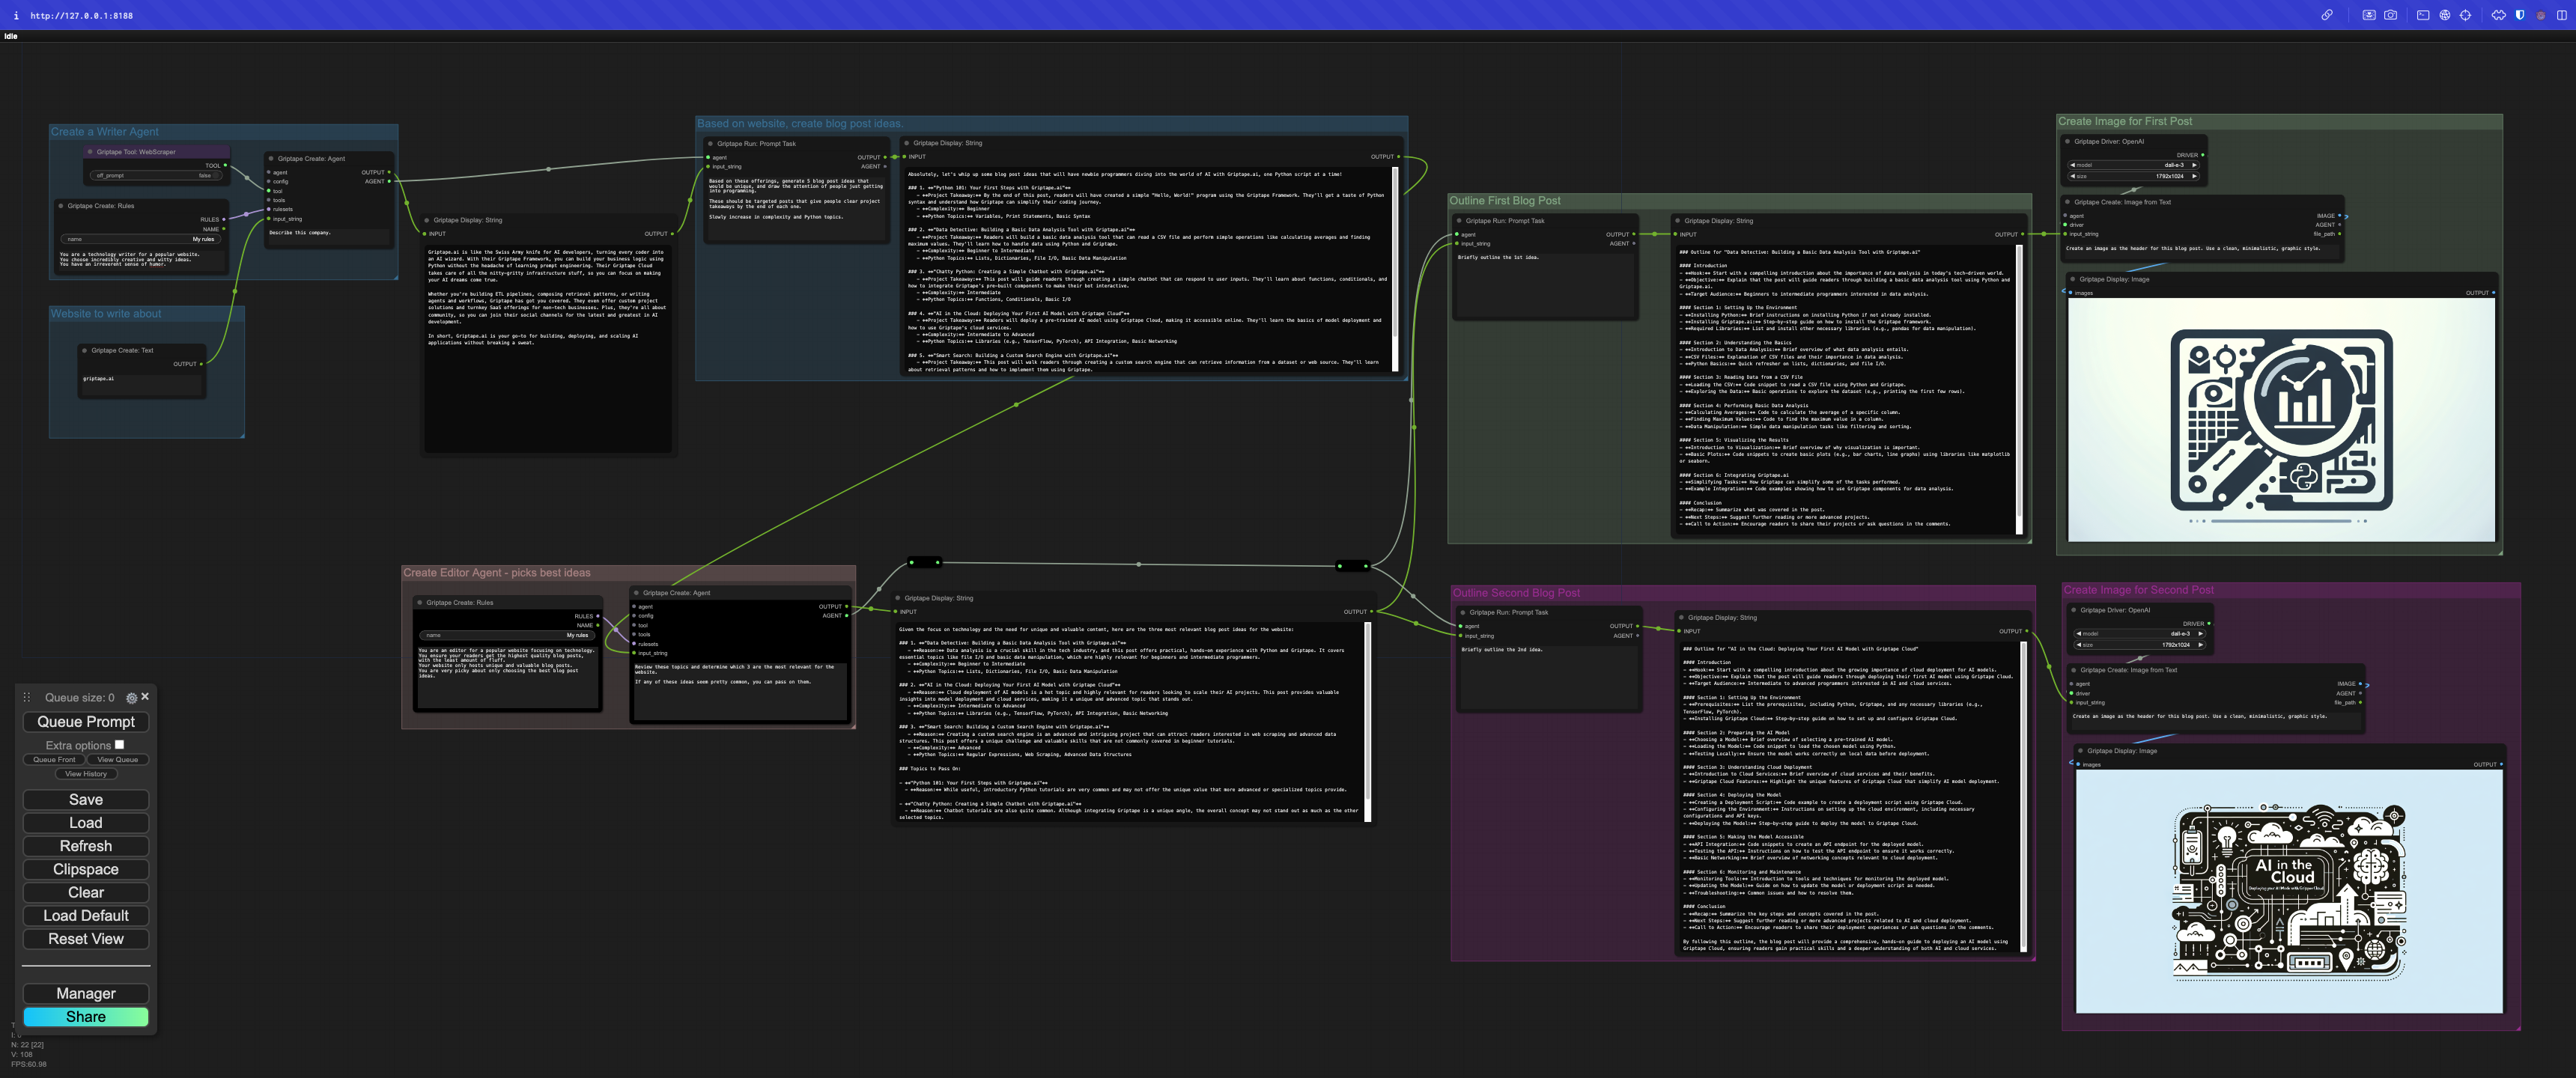 http://127.0.0.1:8188
Idle
Create a Writer Agent
Griptape Tool: WebScraper
TOOL
off_prompt
false
Griptape Create: Rules
RULES
NAME
name
My rules
You are a technology writer for a popular website.
You choose incredibly creative and witty ideas.
You have an irreverent sense of humor.
Griptape Create: Agent
agent
OUTPUT
config
AGENT
tool
tools
rulesets
input_string
Describe this company.
Website to write about
Griptape Create: Text
OUTPUT
griptape.ai
Griptape Display: String
INPUT
OUTPUT
Griptape.ai is like the Swiss Army knife for AI developers, turning every coder into
an AI wizard. With their Griptape Framework, you can build your business logic using
Python without the headache of learning prompt engineering. Their Griptape Cloud
takes care of all the nitty-gritty infrastructure stuff, so you can focus on making
your AI dreams come true.
Whether you're building ETL pipelines, composing retrieval patterns, or writing
agents and workflows, Griptape has got you covered. They even offer custom project
solutions and turnkey SaaS offerings for non-tech businesses. Plus, they're all about
community, so you can join their social channels for the latest and greatest in AI
development.
In short, Griptape.ai is your go-to for building, deploying, and scaling AI
applications without breaking a sweat.
Based on website, create blog post ideas.
Griptape Run: Prompt Task
agent
OUTPUT
input_string
AGENT
Based on these offerings, generate 5 blog post ideas that
would be unique, and draw the attention of people just getting
into programming.
These should be targeted posts that give people clear project
takeaways by the end of each one.
Slowly increase in complexity and Python topics.
Griptape Display: String
INPUT
OUTPUT
Absolutely, let's whip up some blog post ideas that will have newbie programmers diving into the world of AI with Griptape.ai, one Python script at a time!
### 1. **"Python 101: Your First Steps with Griptape.ai"**
- **Project Takeaway:** By the end of this post, readers will have created a simple "Hello, World!" program using the Griptape Framework. They'll get a taste of Python
syntax and understand how Griptape can simplify their coding journey.
- **Complexity:** Beginner
- **Python Topics:** Variables, Print Statements, Basic Syntax
### 2. **"Data Detective: Building a Basic Data Analysis Tool with Griptape.ai"**
- **Project Takeaway:** Readers will build a basic data analysis tool that can read a CSV file and perform simple operations like calculating averages and finding
maximum values. They'll learn how to handle data using Python and Griptape.
- **Complexity:** Beginner to Intermediate
- **Python Topics:** Lists, Dictionaries, File I/O, Basic Data Manipulation
### 3. **"Chatty Python: Creating a Simple Chatbot with Griptape.ai"**
- **Project Takeaway:** This post will guide readers through creating a simple chatbot that can respond to user inputs. They'll learn about functions, conditionals, and
how to integrate Griptape's pre-built components to make their bot interactive.
- **Complexity:** Intermediate
- **Python Topics:** Functions, Conditionals, Basic I/O
### 4. **"AI in the Cloud: Deploying Your First AI Model with Griptape Cloud"**
- **Project Takeaway:** Readers will deploy a pre-trained AI model using Griptape Cloud, making it accessible online. They'll learn the basics of model deployment and
how to use Griptape's cloud services.
- **Complexity:** Intermediate to Advanced
- **Python Topics:** Libraries (e.g., TensorFlow, PyTorch), API Integration, Basic Networking
### 5. **"Smart Search: Building a Custom Search Engine with Griptape.ai"**
- **Project Takeaway:** This post will walk readers through creating a custom search engine that can retrieve information from a dataset or web source. They'll learn
about retrieval patterns and how to implement them using Griptape.
Create Editor Agent - picks best ideas
Griptape Create: Rules
RULES
NAME
name
My rules
You are an editor for a popular website focusing on technology.
You ensure your readers get the highest quality blog posts,
with the least amount of fluff.
Your website only hosts unique and valuable blog posts.
You are very picky about only choosing the best blog post
ideas.
Griptape Create: Agent
agent
OUTPUT
config
AGENT
tool
tools
rulesets
input_string
Review these topics and determine which 3 are the most relevant for the
website.
If any of these ideas seem pretty common, you can pass on them.
Griptape Display: String
INPUT
OUTPUT
Given the focus on technology and the need for unique and valuable content, here are the three most relevant blog post ideas for the website:
### 1. **"Data Detective: Building a Basic Data Analysis Tool with Griptape.ai"**
- **Reason:** Data analysis is a crucial skill in the tech industry, and this post offers practical, hands-on experience with Python and Griptape. It covers
essential topics like file I/O and basic data manipulation, which are highly relevant for beginners and intermediate programmers.
- **Complexity:** Beginner to Intermediate
- **Python Topics:** Lists, Dictionaries, File I/O, Basic Data Manipulation
### 2. **"AI in the Cloud: Deploying Your First AI Model with Griptape Cloud"**
- **Reason:** Cloud deployment of AI models is a hot topic and highly relevant for readers looking to scale their AI projects. This post provides valuable
insights into model deployment and cloud services, making it a unique and advanced topic that stands out.
- **Complexity:** Intermediate to Advanced
- **Python Topics:** Libraries (e.g., TensorFlow, PyTorch), API Integration, Basic Networking
### 3. **"Smart Search: Building a Custom Search Engine with Griptape.ai"**
- **Reason:** Creating a custom search engine is an advanced and intriguing project that can attract readers interested in web scraping and advanced data
structures. This post offers a unique challenge and valuable skills that are not commonly covered in beginner tutorials.
- **Complexity:** Advanced
- **Python Topics:** Regular Expressions, Web Scraping, Advanced Data Structures
### Topics to Pass On:
- **"Python 101: Your First Steps with Griptape.ai"**
- **Reason:** While useful, introductory Python tutorials are very common and may not offer the unique value that more advanced or specialized topics provide.
- **"Chatty Python: Creating a Simple Chatbot with Griptape.ai"**
- **Reason:** Chatbot tutorials are also quite common. Although integrating Griptape is a unique angle, the overall concept may not stand out as much as the other
selected topics.
Outline First Blog Post
Griptape Run: Prompt Task
agent
OUTPUT
input_string
AGENT
Briefly outline the 1st idea.
Griptape Display: String
INPUT
OUTPUT
### Outline for "Data Detective: Building a Basic Data Analysis Tool with Griptape.ai"
#### Introduction
- **Hook:** Start with a compelling introduction about the importance of data analysis in today's tech-driven world.
- **Objective:** Explain that the post will guide readers through building a basic data analysis tool using Python and
Griptape.ai.
- **Target Audience:** Beginners to intermediate programmers interested in data analysis.
#### Section 1: Setting Up the Environment
- **Installing Python:** Brief instructions on installing Python if not already installed.
- **Installing Griptape.ai:** Step-by-step guide on how to install the Griptape framework.
- **Required Libraries:** List and install other necessary libraries (e.g., pandas for data manipulation).
#### Section 2: Understanding the Basics
- **Introduction to Data Analysis:** Brief overview of what data analysis entails.
- **CSV Files:** Explanation of CSV files and their importance in data analysis.
- **Python Basics:** Quick refresher on lists, dictionaries, and file I/O.
#### Section 3: Reading Data from a CSV File
- **Loading the CSV:** Code snippet to read a CSV file using Python and Griptape.
- **Exploring the Data:** Basic operations to explore the dataset (e.g., printing the first few rows).
#### Section 4: Performing Basic Data Analysis
- **Calculating Averages:** Code to calculate the average of a specific column.
- **Finding Maximum Values:** Code to find the maximum value in a column.
- **Data Manipulation:** Simple data manipulation tasks like filtering and sorting.
#### Section 5: Visualizing the Results
- **Introduction to Visualization:** Brief overview of why visualization is important.
- **Basic Plots:** Code snippets to create basic plots (e.g., bar charts, line graphs) using libraries like matplotlib
or seaborn.
#### Section 6: Integrating Griptape.ai
- **Simplifying Tasks:** How Griptape can simplify some of the tasks performed.
- **Example Integration:** Code examples showing how to use Griptape components for data analysis.
#### Conclusion
- **Recap:** Summarize what was covered in the post.
- **Next Steps:** Suggest further reading or more advanced projects.
- **Call to Action:** Encourage readers to share their projects or ask questions in the comments.
Create Image for First Post
Griptape Driver: OpenAI
DRIVER
model
dall-e-3
size
1792x1024
Griptape Create: Image from Text
agent
IMAGE
driver
AGENT
input_string
file_path
Create an image as the header for this blog post. Use a clean, minimalistic, graphic style.
Griptape Display: Image
images
OUTPUT
Outline Second Blog Post
Griptape Run: Prompt Task
agent
OUTPUT
input_string
AGENT
Briefly outline the 2nd idea.
Griptape Display: String
INPUT
OUTPUT
### Outline for "AI in the Cloud: Deploying Your First AI Model with Griptape Cloud"
#### Introduction
- **Hook:** Start with a compelling introduction about the growing importance of cloud deployment for AI models.
- **Objective:** Explain that the post will guide readers through deploying their first AI model using Griptape Cloud.
- **Target Audience:** Intermediate to advanced programmers interested in AI and cloud services.
#### Section 1: Setting Up the Environment
- **Prerequisites:** List the prerequisites, including Python, Griptape, and any necessary libraries (e.g.,
TensorFlow, PyTorch).
- **Installing Griptape Cloud:** Step-by-step guide on how to set up and configure Griptape Cloud.
#### Section 2: Preparing the AI Model
- **Choosing a Model:** Brief overview of selecting a pre-trained AI model.
- **Loading the Model:** Code snippet to load the chosen model using Python.
- **Testing Locally:** Ensure the model works correctly on local data before deployment.
#### Section 3: Understanding Cloud Deployment
- **Introduction to Cloud Services:** Brief overview of cloud services and their benefits.
- **Griptape Cloud Features:** Highlight the unique features of Griptape Cloud that simplify AI model deployment.
#### Section 4: Deploying the Model
- **Creating a Deployment Script:** Code example to create a deployment script using Griptape Cloud.
- **Configuring the Environment:** Instructions on setting up the cloud environment, including necessary
configurations and API keys.
- **Deploying the Model:** Step-by-step guide to deploy the model to Griptape Cloud.
#### Section 5: Making the Model Accessible
- **API Integration:** Code snippets to create an API endpoint for the deployed model.
- **Testing the API:** Instructions on how to test the API endpoint to ensure it works correctly.
- **Basic Networking:** Brief overview of networking concepts relevant to cloud deployment.
#### Section 6: Monitoring and Maintenance
- **Monitoring Tools:** Introduction to tools and techniques for monitoring the deployed model.
- **Updating the Model:** Guide on how to update the model or deployment script as needed.
- **Troubleshooting:** Common issues and how to resolve them.
#### Conclusion
- **Recap:** Summarize the key steps and concepts covered in the post.
- **Next Steps:** Suggest further reading or more advanced projects related to AI and cloud deployment.
- **Call to Action:** Encourage readers to share their deployment experiences or ask questions in the comments.
By following this outline, the blog post will provide a comprehensive, hands-on guide to deploying an AI model using
Griptape Cloud, ensuring readers gain practical skills and a deeper understanding of both AI and cloud services.
Create Image for Second Post
Griptape Driver: OpenAI
DRIVER
model
dall-e-3
size
1792x1024
Griptape Create: Image from Text
agent
IMAGE
driver
AGENT
input_string
file_path
Create an image as the header for this blog post. Use a clean, minimalistic, graphic style.
Griptape Display: Image
images
OUTPUT
AI in the
Cloud
Queue size: 0
Queue Prompt
Extra options
Queue Front
View Queue
View History
Save
Load
Refresh
Clipspace
Clear
Load Default
Reset View
Manager
Share
N: 22 [22]
V: 108
FPS:60.98